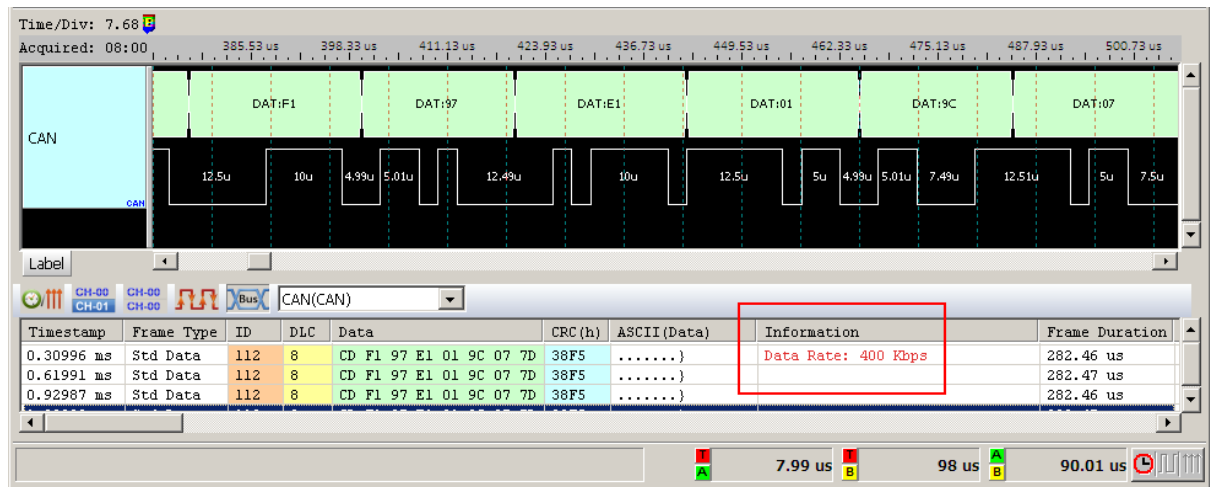 Time/Div: 7.68
Acquired: 08:00 385.53 us 398.33 us 411.13 us 423.93 us 436.73 us 449.53 us 462.33 us 475.13 us 487.93 us 500.73 us
DAT:F1 DAT:97 DAT:E1 DAT:01 DAT:9C DAT:07
CAN
12.5u 10u 4.99u 5.01u 12.49u 10u 12.5u 5u 4.99u 5.01u 7.49u 12.51u 5u 7.5u
CAN
Label
CH-00 CH-00
CH-01 CH-00 Bus CAN(CAN)
Timestamp Frame Type ID DLC Data CRC(h) ASCII(Data) Information Frame Duration
0.30996 ms Std Data 112 8 CD F1 97 E1 01 9C 07 7D 38F5 .......} Data Rate: 400 Kbps 282.46 us
0.61991 ms Std Data 112 8 CD F1 97 E1 01 9C 07 7D 38F5 .......} 282.47 us
0.92987 ms Std Data 112 8 CD F1 97 E1 01 9C 07 7D 38F5 .......} 282.46 us
T A 7.99 us T B 98 us A B 90.01 us